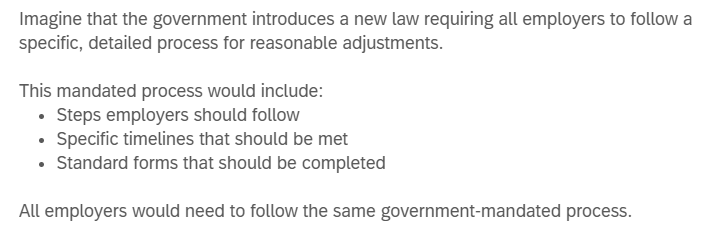 Imagine that the government introduces a new law requiring all employers to follow a
specific, detailed process for reasonable adjustments.
This mandated process would include:
• Steps employers should follow
• Specific timelines that should be met
• Standard forms that should be completed
All employers would need to follow the same government-mandated process.